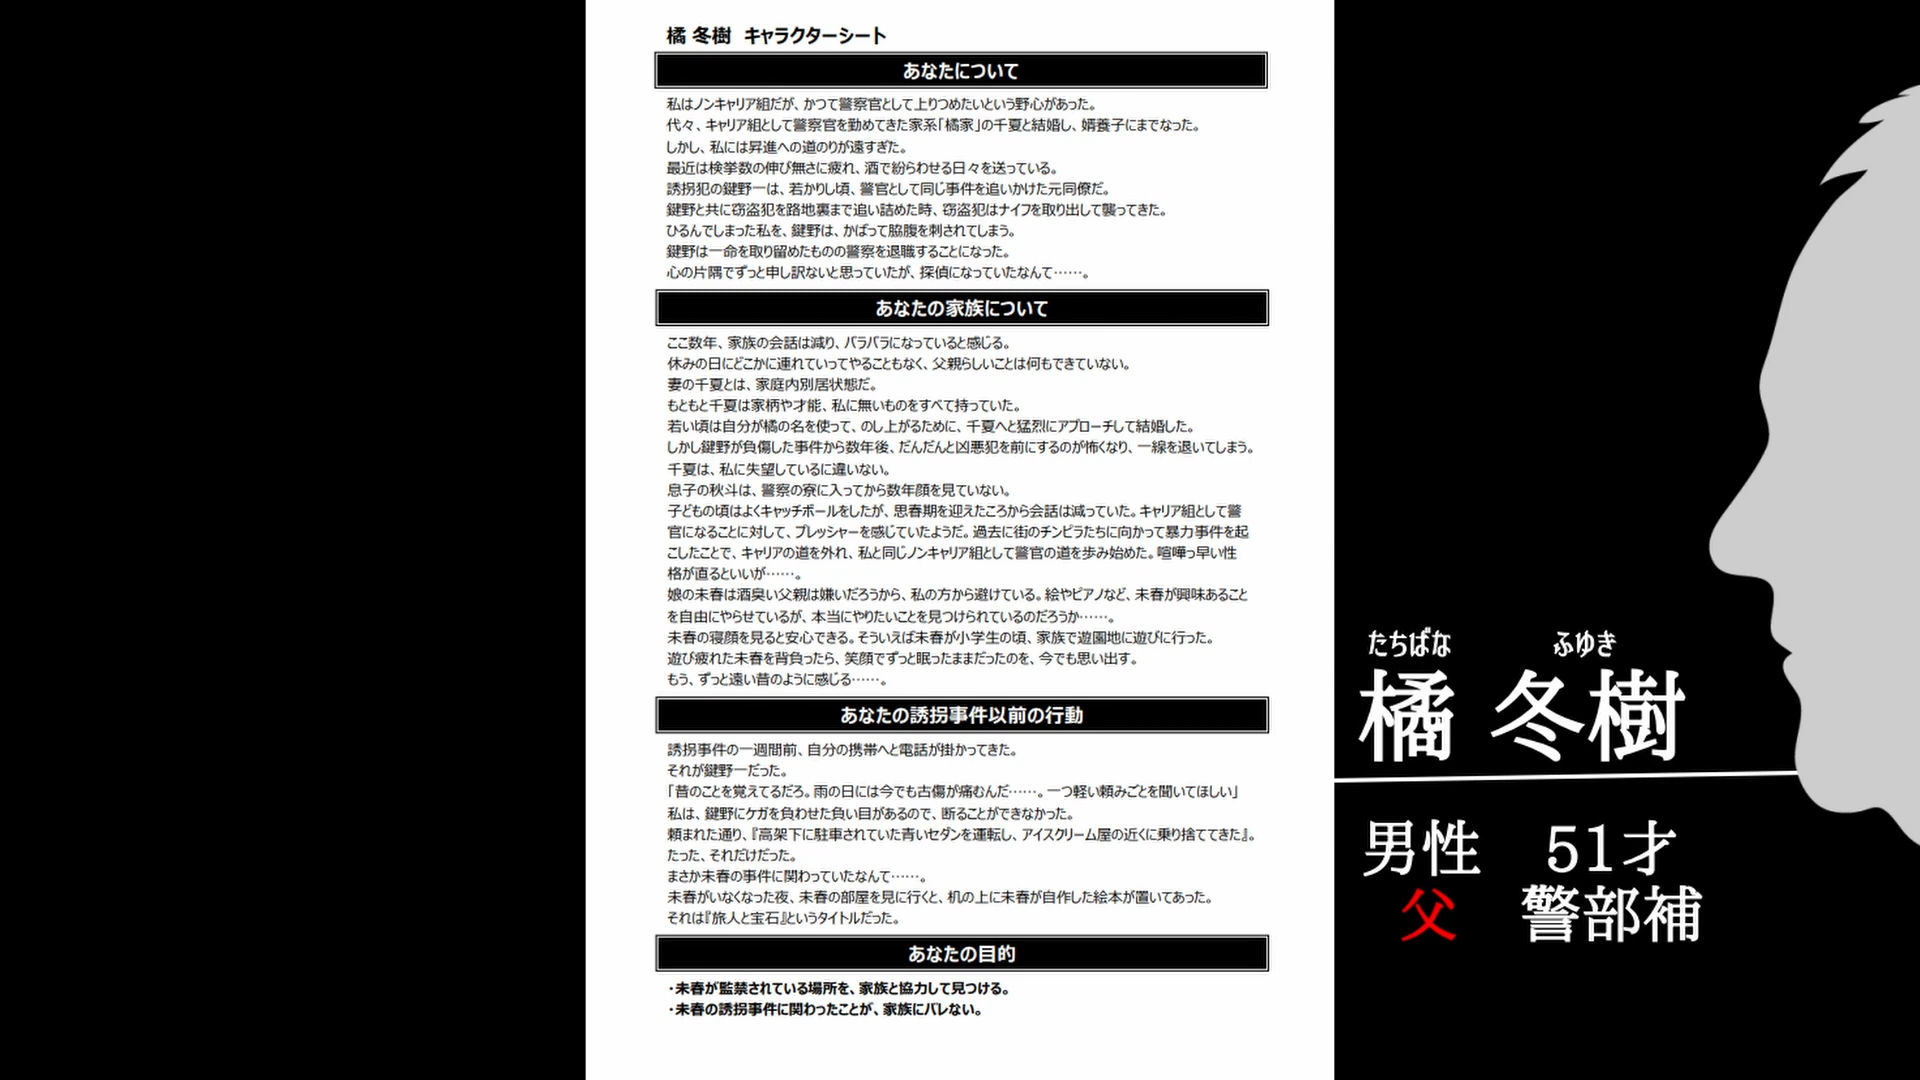 橘 冬樹　キャラクターシート
あなたについて
私はノンキャリア組だが、かつて警察官として上りつめたいという野心があった。
代々、キャリア組として警察官を勤めてきた家系「橘家」の千夏と結婚し、婿養子にまでなった。
しかし、私には昇進への道のりが遠すぎた。
最近は検挙数の伸び無さに疲れ、酒で紛らわせる日々を送っている。
誘拐犯の鍵野一は、若かりし頃、警官として同じ事件を追いかけた元同僚だ。
鍵野と共に窃盗犯を路地裏まで追い詰めた時、窃盗犯はナイフを取り出して襲ってきた。
ひるんでしまった私を、鍵野は、かばって脇腹を刺されてしまう。
鍵野は一命を取り留めたものの警察を退職することになった。
心の片隅でずっと申し訳ないと思っていたが、探偵になっていたなんて……。
あなたの家族について
ここ数年、家族の会話は減り、バラバラになっていると感じる。
休みの日にどこかに連れていってやることもなく、父親らしいことは何もできていない。
妻の千夏とは、家庭内別居状態だ。
もともと千夏は家柄や才能、私に無いものをすべて持っていた。
若い頃は自分が橘の名を使って、のし上がるために、千夏へと猛烈にアプローチして結婚した。
しかし鍵野が負傷した事件から数年後、だんだんと凶悪犯を前にするのが怖くなり、一線を退いてしまう。
千夏は、私に失望しているに違いない。
息子の秋斗は、警察の寮に入ってから数年顔を見ていない。
子どもの頃はよくキャッチボールをしたが、思春期を迎えたころから会話は減っていた。キャリア組として警
官になることに対して、プレッシャーを感じていたようだ。過去に街のチンピラたちに向かって暴力事件を起
こしたことで、キャリアの道を外れ、私と同じノンキャリア組として警官の道を歩み始めた。喧嘩っ早い性
格が直るといいが……。
娘の未春は酒臭い父親は嫌いだろうから、私の方から避けている。絵やピアノなど、未春が興味あること
を自由にやらせているが、本当にやりたいことを見つけられているのだろうか……。
未春の寝顔を見ると安心できる。そういえば未春が小学生の頃、家族で遊園地に遊びに行った。
遊び疲れた未春を背負ったら、笑顔でずっと眠ったままだったのを、今でも思い出す。
もう、ずっと遠い昔のように感じる……。
あなたの誘拐事件以前の行動
誘拐事件の一週間前、自分の携帯へと電話が掛かってきた。
それが鍵野一だった。
「昔のことを覚えてるだろ。雨の日には今でも古傷が痛むんだ……。一つ軽い頼みごとを聞いてほしい」
私は、鍵野にケガを負わせた負い目があるので、断ることができなかった。
頼まれた通り、『高架下に駐車されていた青いセダンを運転し、アイスクリーム屋の近くに乗り捨ててきた』。
たった、それだけだった。
まさか未春の事件に関わっていたなんて……。
未春がいなくなった夜、未春の部屋を見に行くと、机の上に未春が自作した絵本が置いてあった。
それは『旅人と宝石』というタイトルだった。
あなたの目的
・未春が監禁されている場所を、家族と協力して見つける。
・未春の誘拐事件に関わったことが、家族にバレない。
たちばな　ふゆき
橘 冬樹
男性　51才
父　警部補